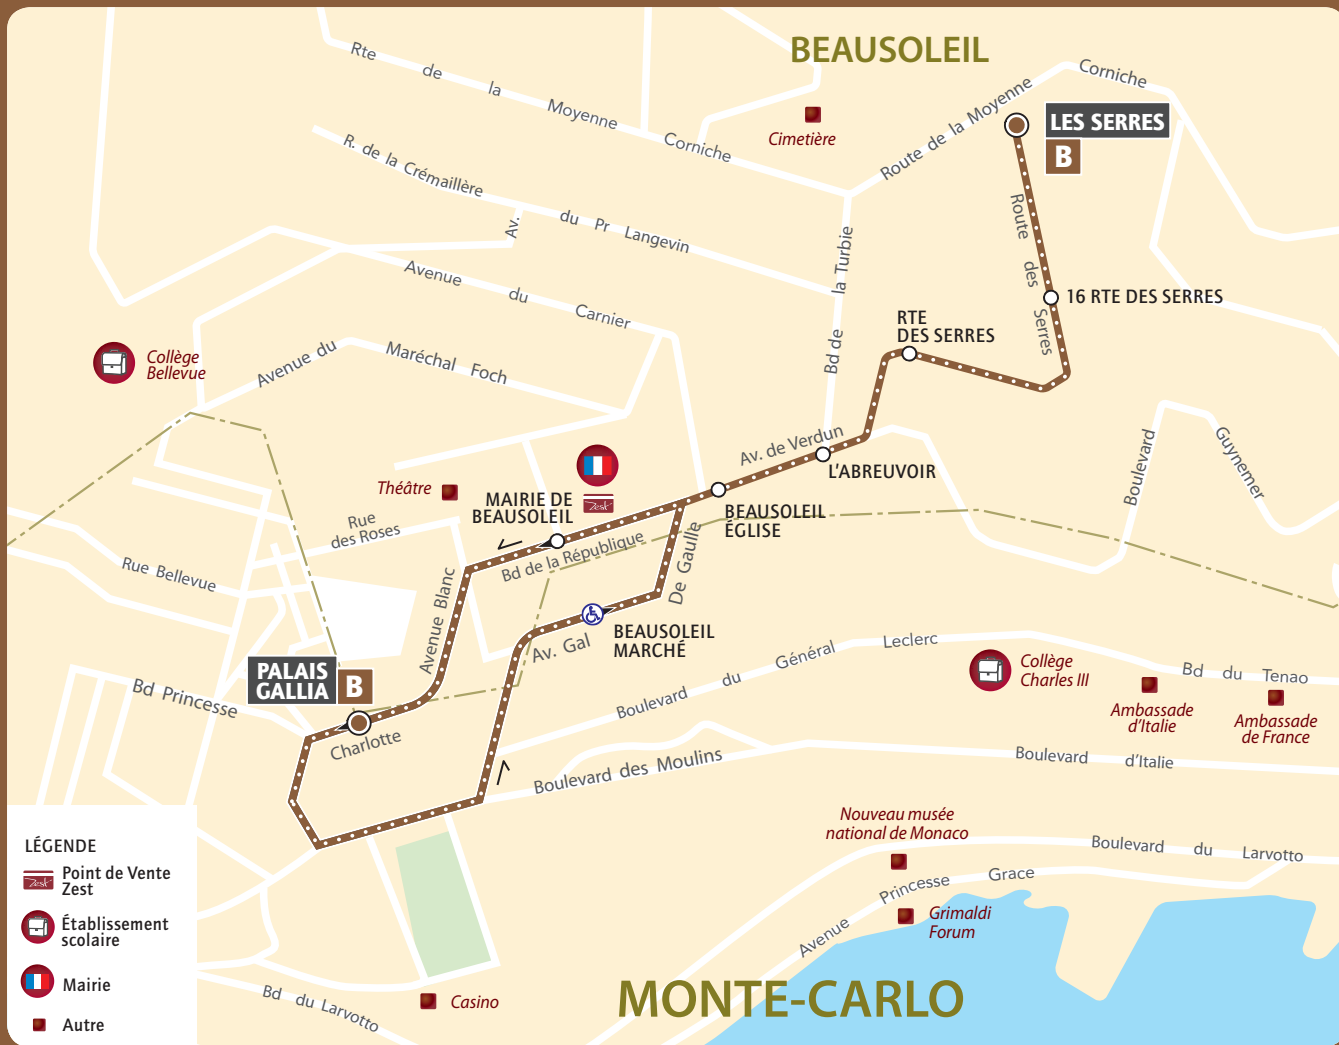 BEAUSOLEIL
Rte de la Moyenne Corniche
Cimetière
Route de la Moyenne Corniche
LES SERRES
B
R. de la Crémaillère
Av. du Pr Langevin
Route des Serres
16 RTE DES SERRES
Avenue du Carnier
Bd de la Turbie
RTE
DES SERRES
Collège
Bellevue
Avenue du Maréchal Foch
Av. de Verdun
L'ABREUVOIR
Boulevard Guynemer
Théâtre
MAIRIE DE
BEAUSOLEIL
Zest
BEAUSOLEIL
ÉGLISE
Rue
des Roses
Bd de la République
Rue Bellevue
Avenue Blanc
Av. Gal De Gaulle
BEAUSOLEIL
MARCHÉ
PALAIS
GALLIA
B
Bd Princesse Charlotte
Boulevard du Général Leclerc
Collège
Charles III
Bd du Tenao
Ambassade
d'Italie
Ambassade
de France
Boulevard des Moulins
Boulevard d'Italie
Nouveau musée
national de Monaco
Boulevard du Larvotto
Avenue Princesse Grace
Grimaldi
Forum
MONTE-CARLO
Casino
Bd du Larvotto
LÉGENDE
Zest
Point de Vente
Zest
Établissement
scolaire
Mairie
Autre